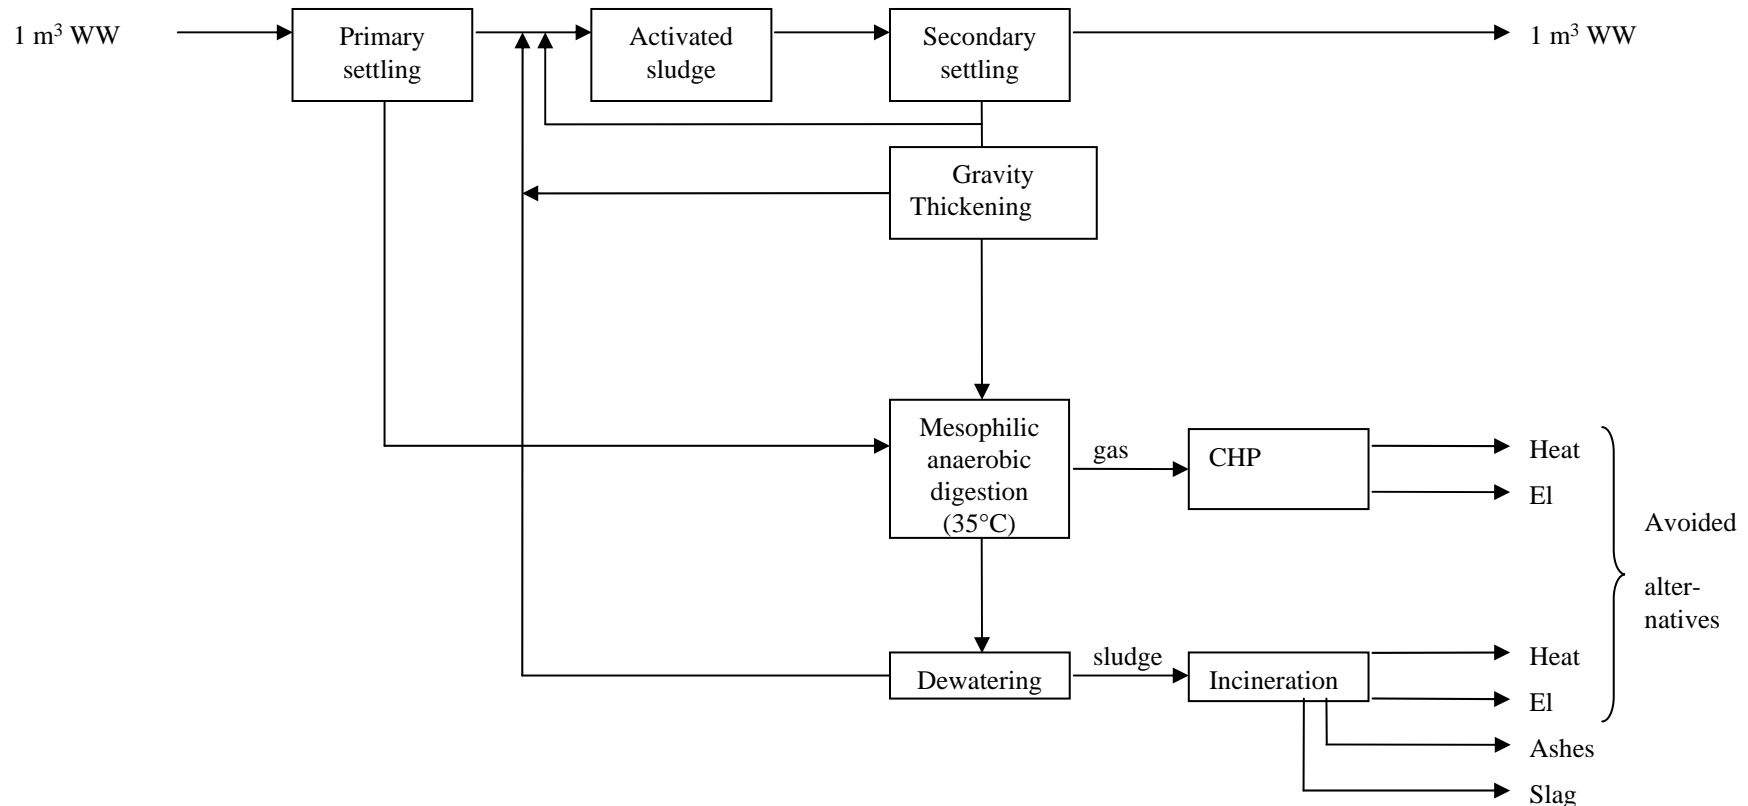 1 m³ WW
Primary
settling
Activated
sludge
Secondary
settling
1 m³ WW
Gravity
Thickening
Mesophilic
anaerobic
digestion
(35°C)
gas
CHP
Heat
El
Avoided
alter-
natives
Dewatering
sludge
Incineration
Heat
El
Ashes
Slag